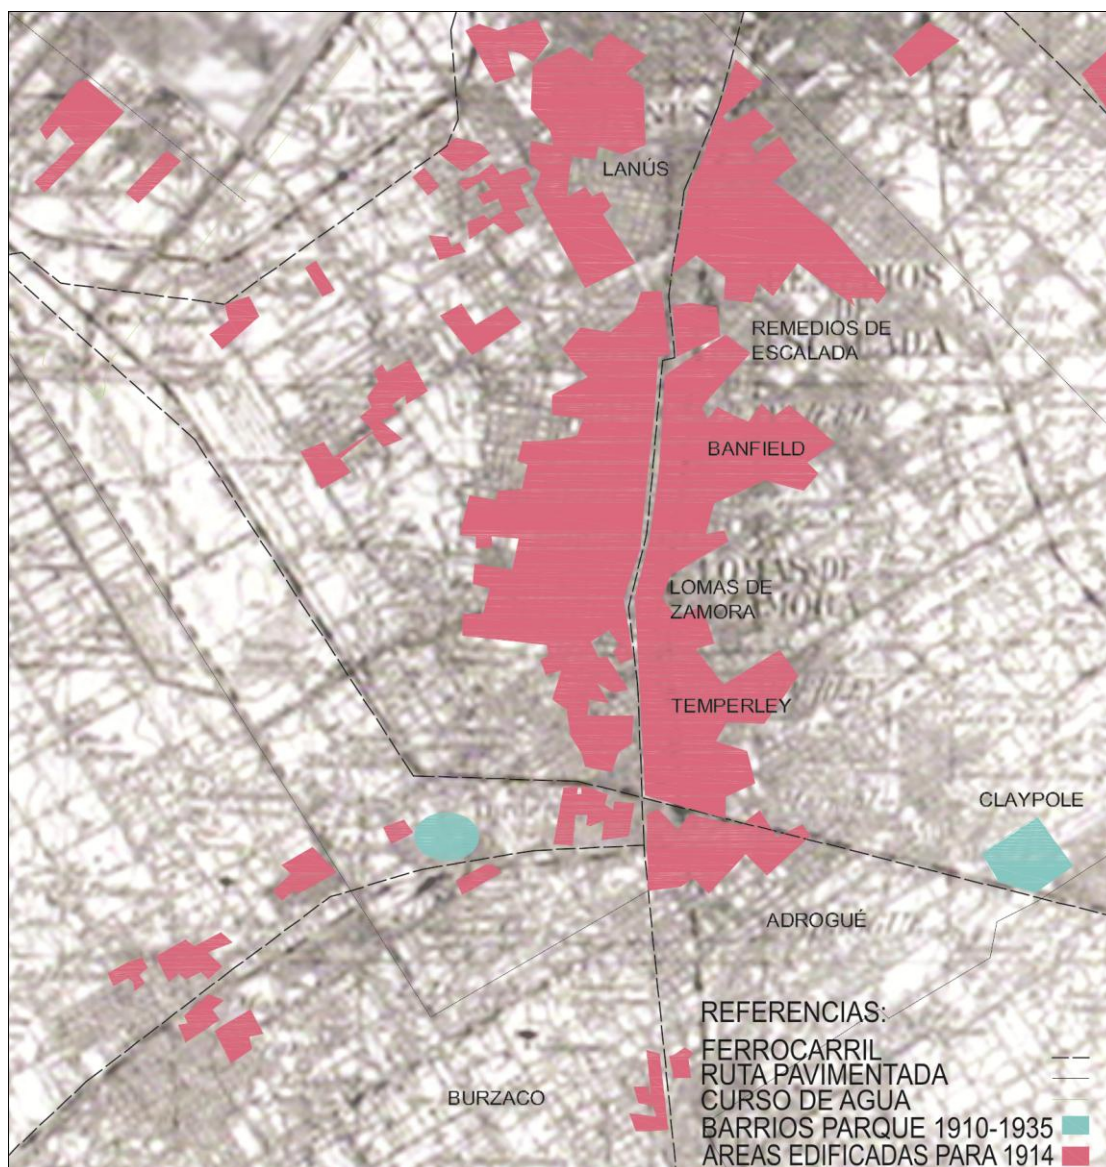 LANÚS
REMEDIOS DE
ESCALADA
BANFIELD
LOMAS DE
ZAMORA
TEMPERLEY
CLAYPOLE
ADROGUÉ
BURZACO
REFERENCIAS:
FERROCARRIL
RUTA PAVIMENTADA
CURSO DE AGUA
BARRIOS PARQUE 1910-1935
AREAS EDIFICADAS PARA 1914